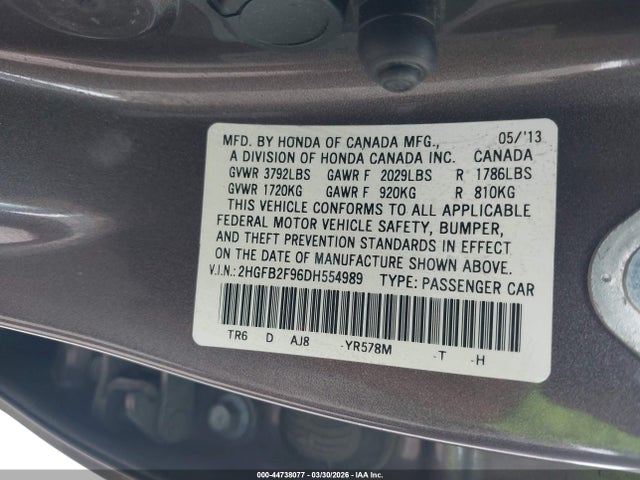 MFD. BY HONDA OF CANADA MFG., 05/'13
A DIVISION OF HONDA CANADA INC. CANADA
GVWR 3792LBS GAWR F 2029LBS R 1786LBS
GVWR 1720KG GAWR F 920KG R 810KG
THIS VEHICLE CONFORMS TO ALL APPLICABLE
FEDERAL MOTOR VEHICLE SAFETY, BUMPER,
AND THEFT PREVENTION STANDARDS IN EFFECT
ON THE DATE OF MANUFACTURE SHOWN ABOVE.
V.I.N.: 2HGFB2F96DH554989 TYPE: PASSENGER CAR
TR6 D AJ8 -YR578M -T -H
000-44738077 - 03/30/2026 - IAA Inc.